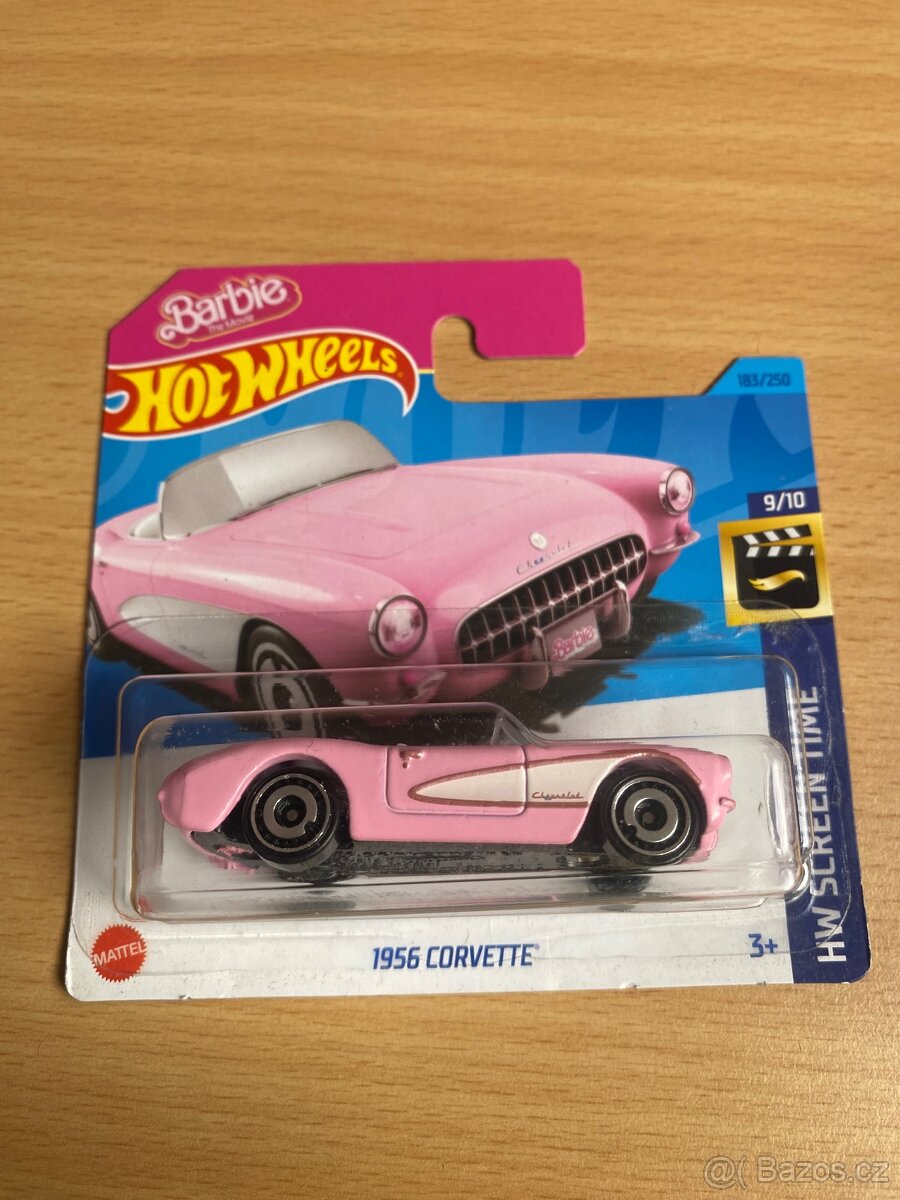 Barbie
The Movie
HOT WHEELS
183/250
9/10
Chevrolet
Barbie
HW SCREEN TIME
Chevrolet
MATTEL
1956 CORVETTE®
3+
@( Bazos.cz